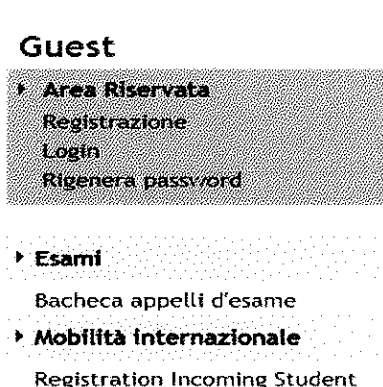 Guest
Area Riservata
Registrazione
Login
Rigenera password
Esami
Bacheca appelli d'esame
Mobilità internazionale
Registration Incoming Student